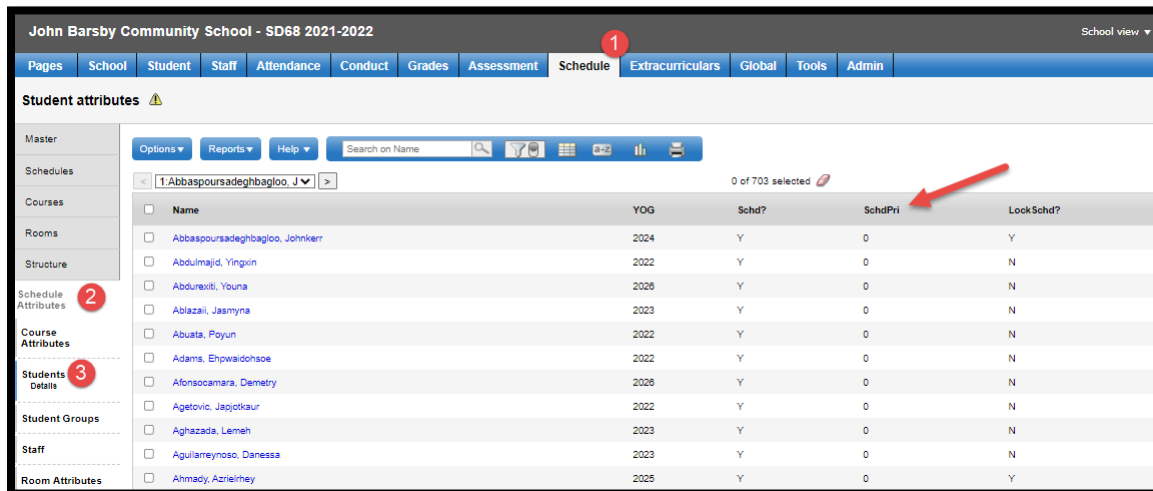 John Barsby Community School - SD68 2021-2022 School view ▼
1
Pages School Student Staff Attendance Conduct Grades Assessment Schedule Extracurriculars Global Tools Admin
Student attributes
Master
Options ▼ Reports ▼ Help ▼ Search on Name a-z
Schedules
< 1:Abbaspoursadeghbagloo, J > 0 of 703 selected
Courses
Name YOG Schd? SchdPri LockSchd?
Rooms
Abbaspoursadeghbagloo, Johnkerr 2024 Y 0 Y
Structure
Abdulmajid, Yingxin 2022 Y 0 N
Schedule
Attributes
2
Abdurexiti, Youna 2026 Y 0 N
Ablazaii, Jasmyna 2023 Y 0 N
Course
Attributes
Abuata, Poyun 2022 Y 0 N
Adams, Ehpwaidohsoe 2022 Y 0 N
Students
Details
3
Afonsocamara, Demetry 2026 Y 0 N
Agetovic, Japjotkaur 2022 Y 0 N
Student Groups
Aghazada, Lemeh 2023 Y 0 N
Staff
Aguilarreynoso, Danessa 2023 Y 0 N
Room Attributes
Ahmady, Azrielrhey 2025 Y 0 Y